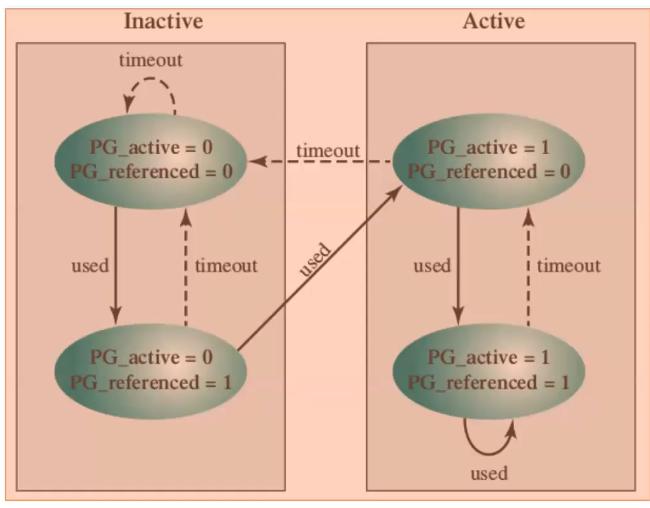 Inactive
Active
timeout
PG_active = 0
PG_referenced = 0
timeout
PG_active = 1
PG_referenced = 0
used
timeout
used
used
timeout
PG_active = 0
PG_referenced = 1
PG_active = 1
PG_referenced = 1
used